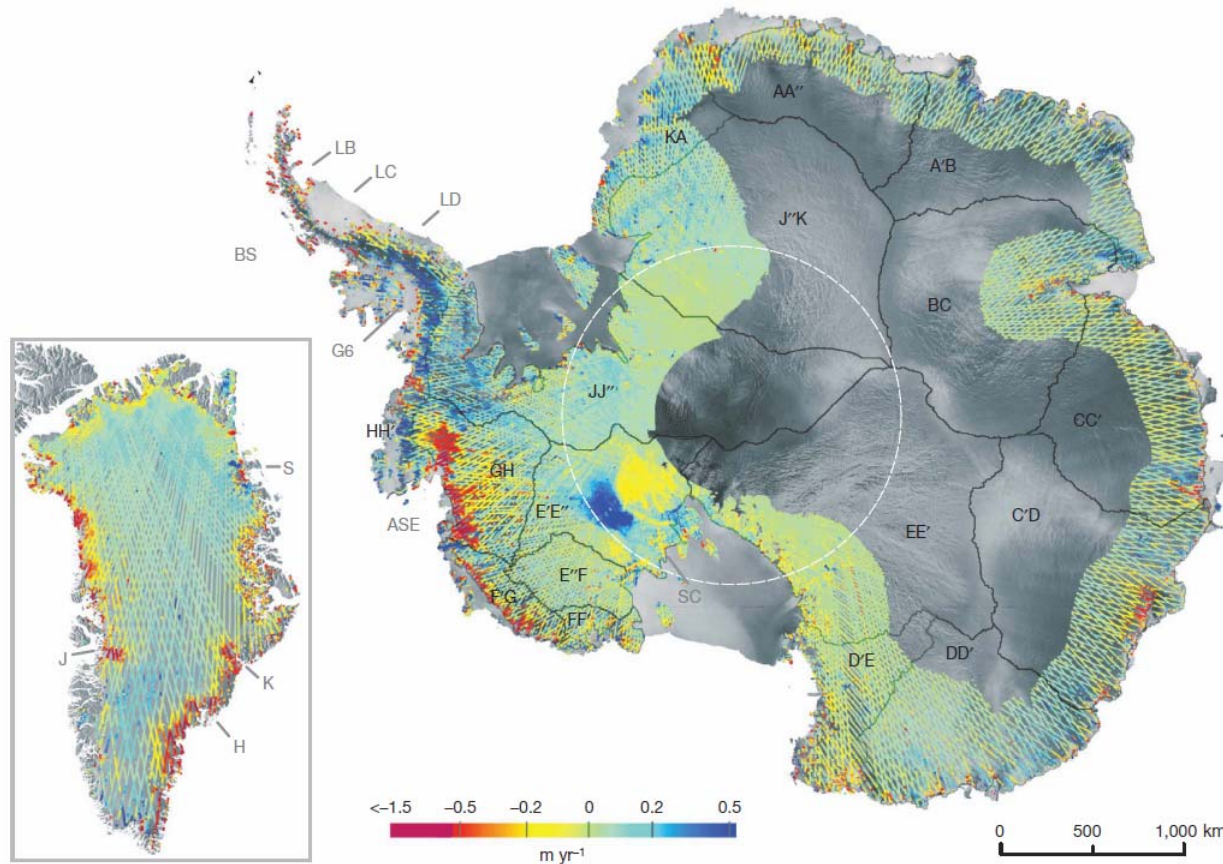 AA″
LB
KA
LC
A′B
LD
J″K
BS
BC
G6
JJ″
CC′
HH′
GH
S
ASE
E′E″
C′D
EE′
E″F
SC
F′G
FF′
J
D′E
DD′
K
H
<–1.5 –0.5 –0.2 0 0.2 0.5
m yr⁻¹
0 500 1,000 km